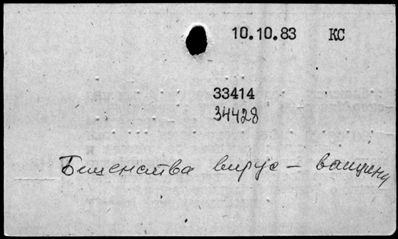 10.10.83 КС
33414
34428
Бешенства вирус – вакцина